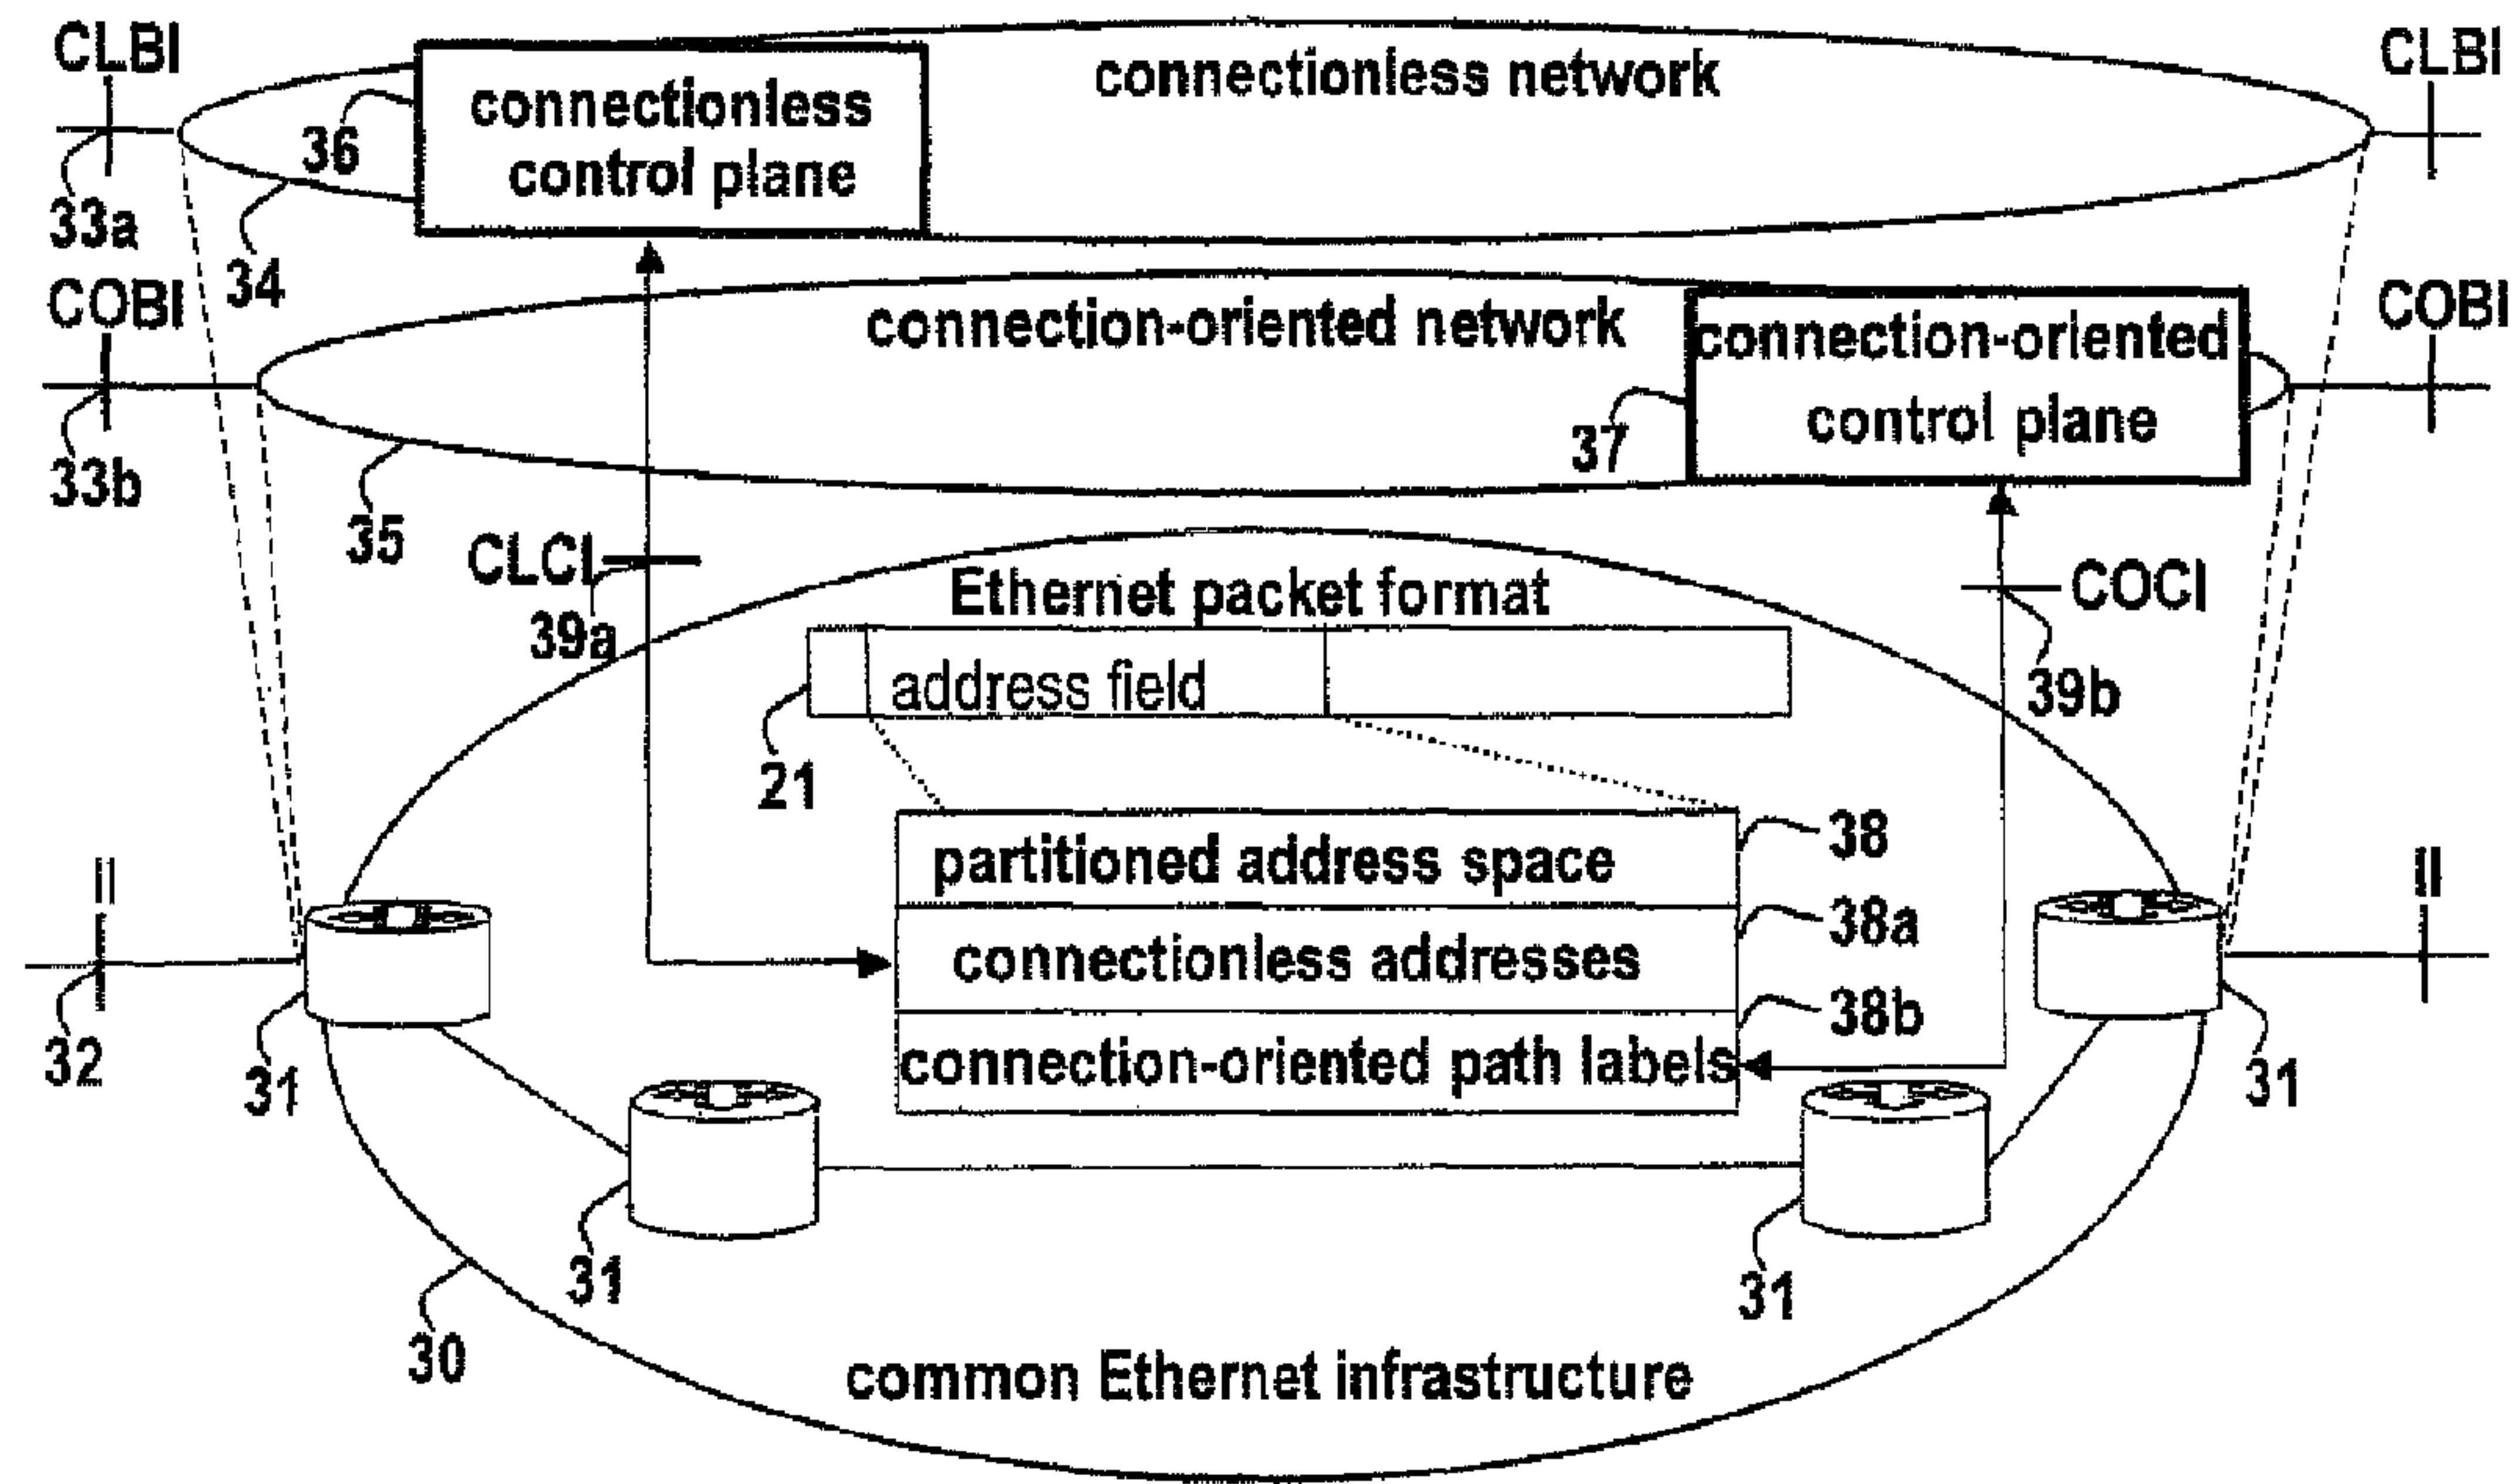 CLBI
connectionless network
CLBI
connectionless
control plane
36
33a
34
COBI
connection-oriented network
connection-oriented
control plane
COBI
37
33b
35
CLCI
39a
Ethernet packet format
COCI
39b
address field
21
partitioned address space
38
connectionless addresses
38a
connection-oriented path labels
38b
II
II
32
31
31
31
31
30
common Ethernet infrastructure